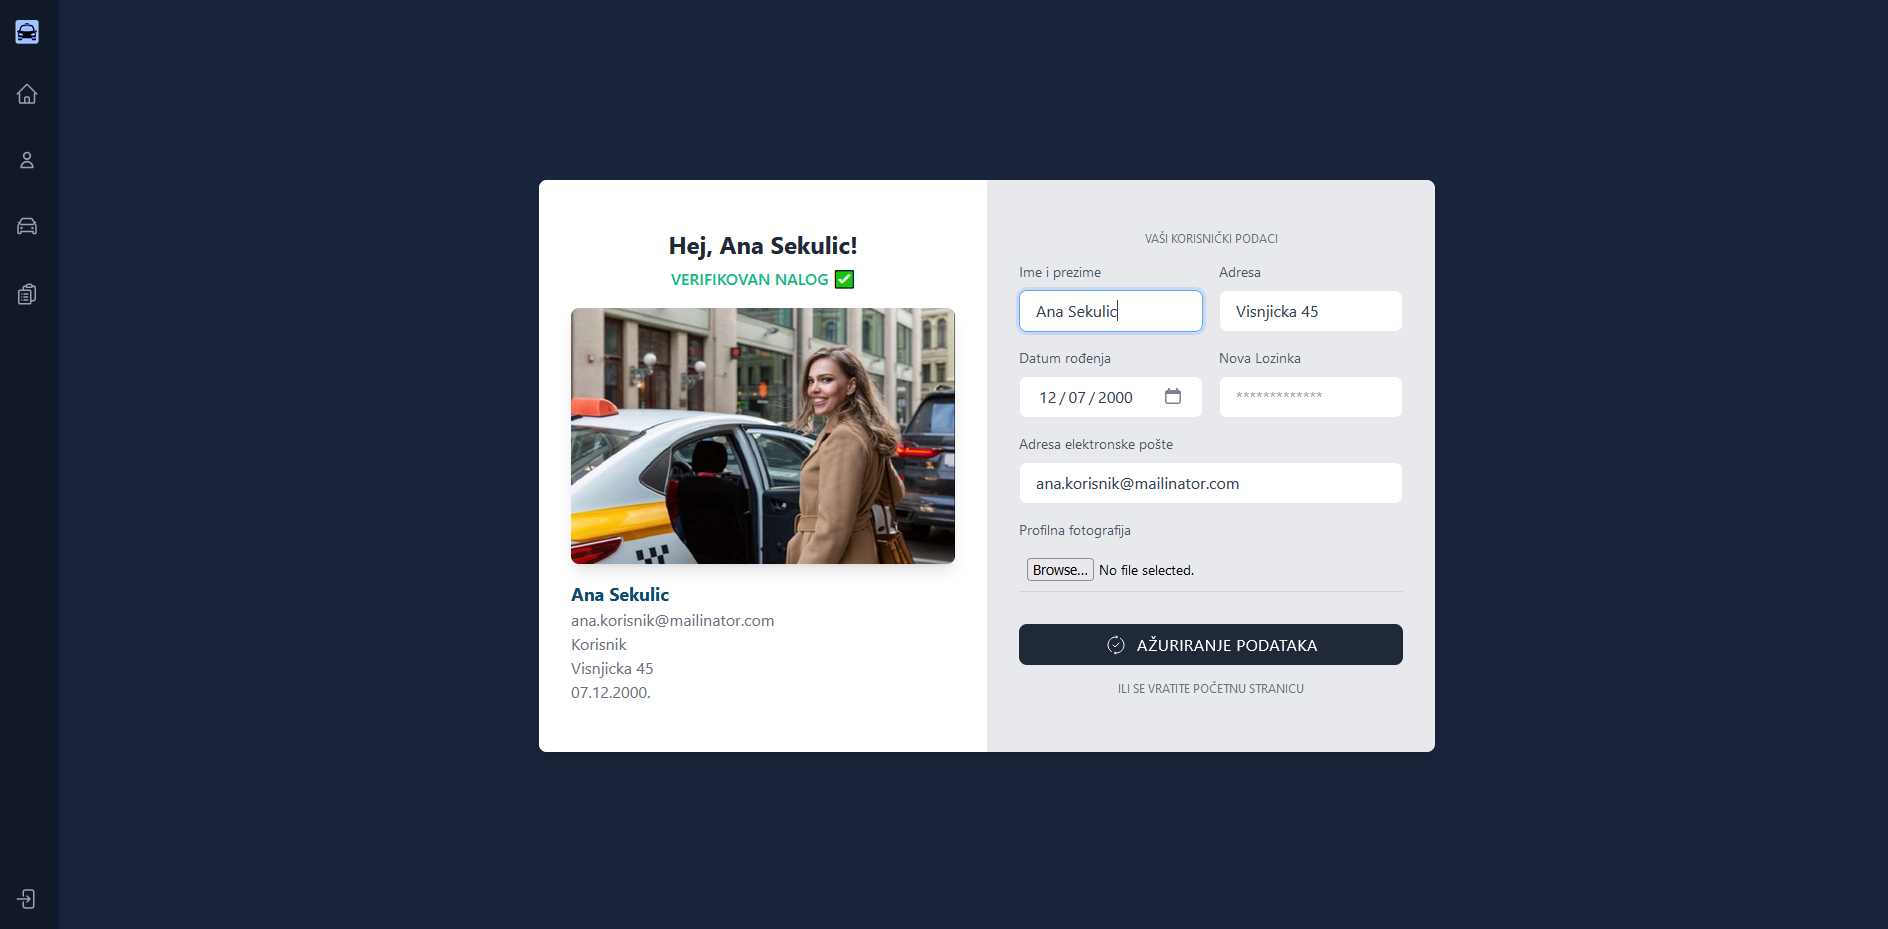 Hej, Ana Sekulic!
VERIFIKOVAN NALOG ✅
Ana Sekulic
ana.korisnik@mailinator.com
Korisnik
Visnjicka 45
07.12.2000.
VAŠI KORISNIČKI PODACI
Ime i prezime
Adresa
Ana Sekulic
Visnjicka 45
Datum rođenja
Nova Lozinka
12/07/2000
*************
Adresa elektronske pošte
ana.korisnik@mailinator.com
Profilna fotografija
Browse... No file selected.
AŽURIRANJE PODATAKA
ILI SE VRATITE POČETNU STRANICU